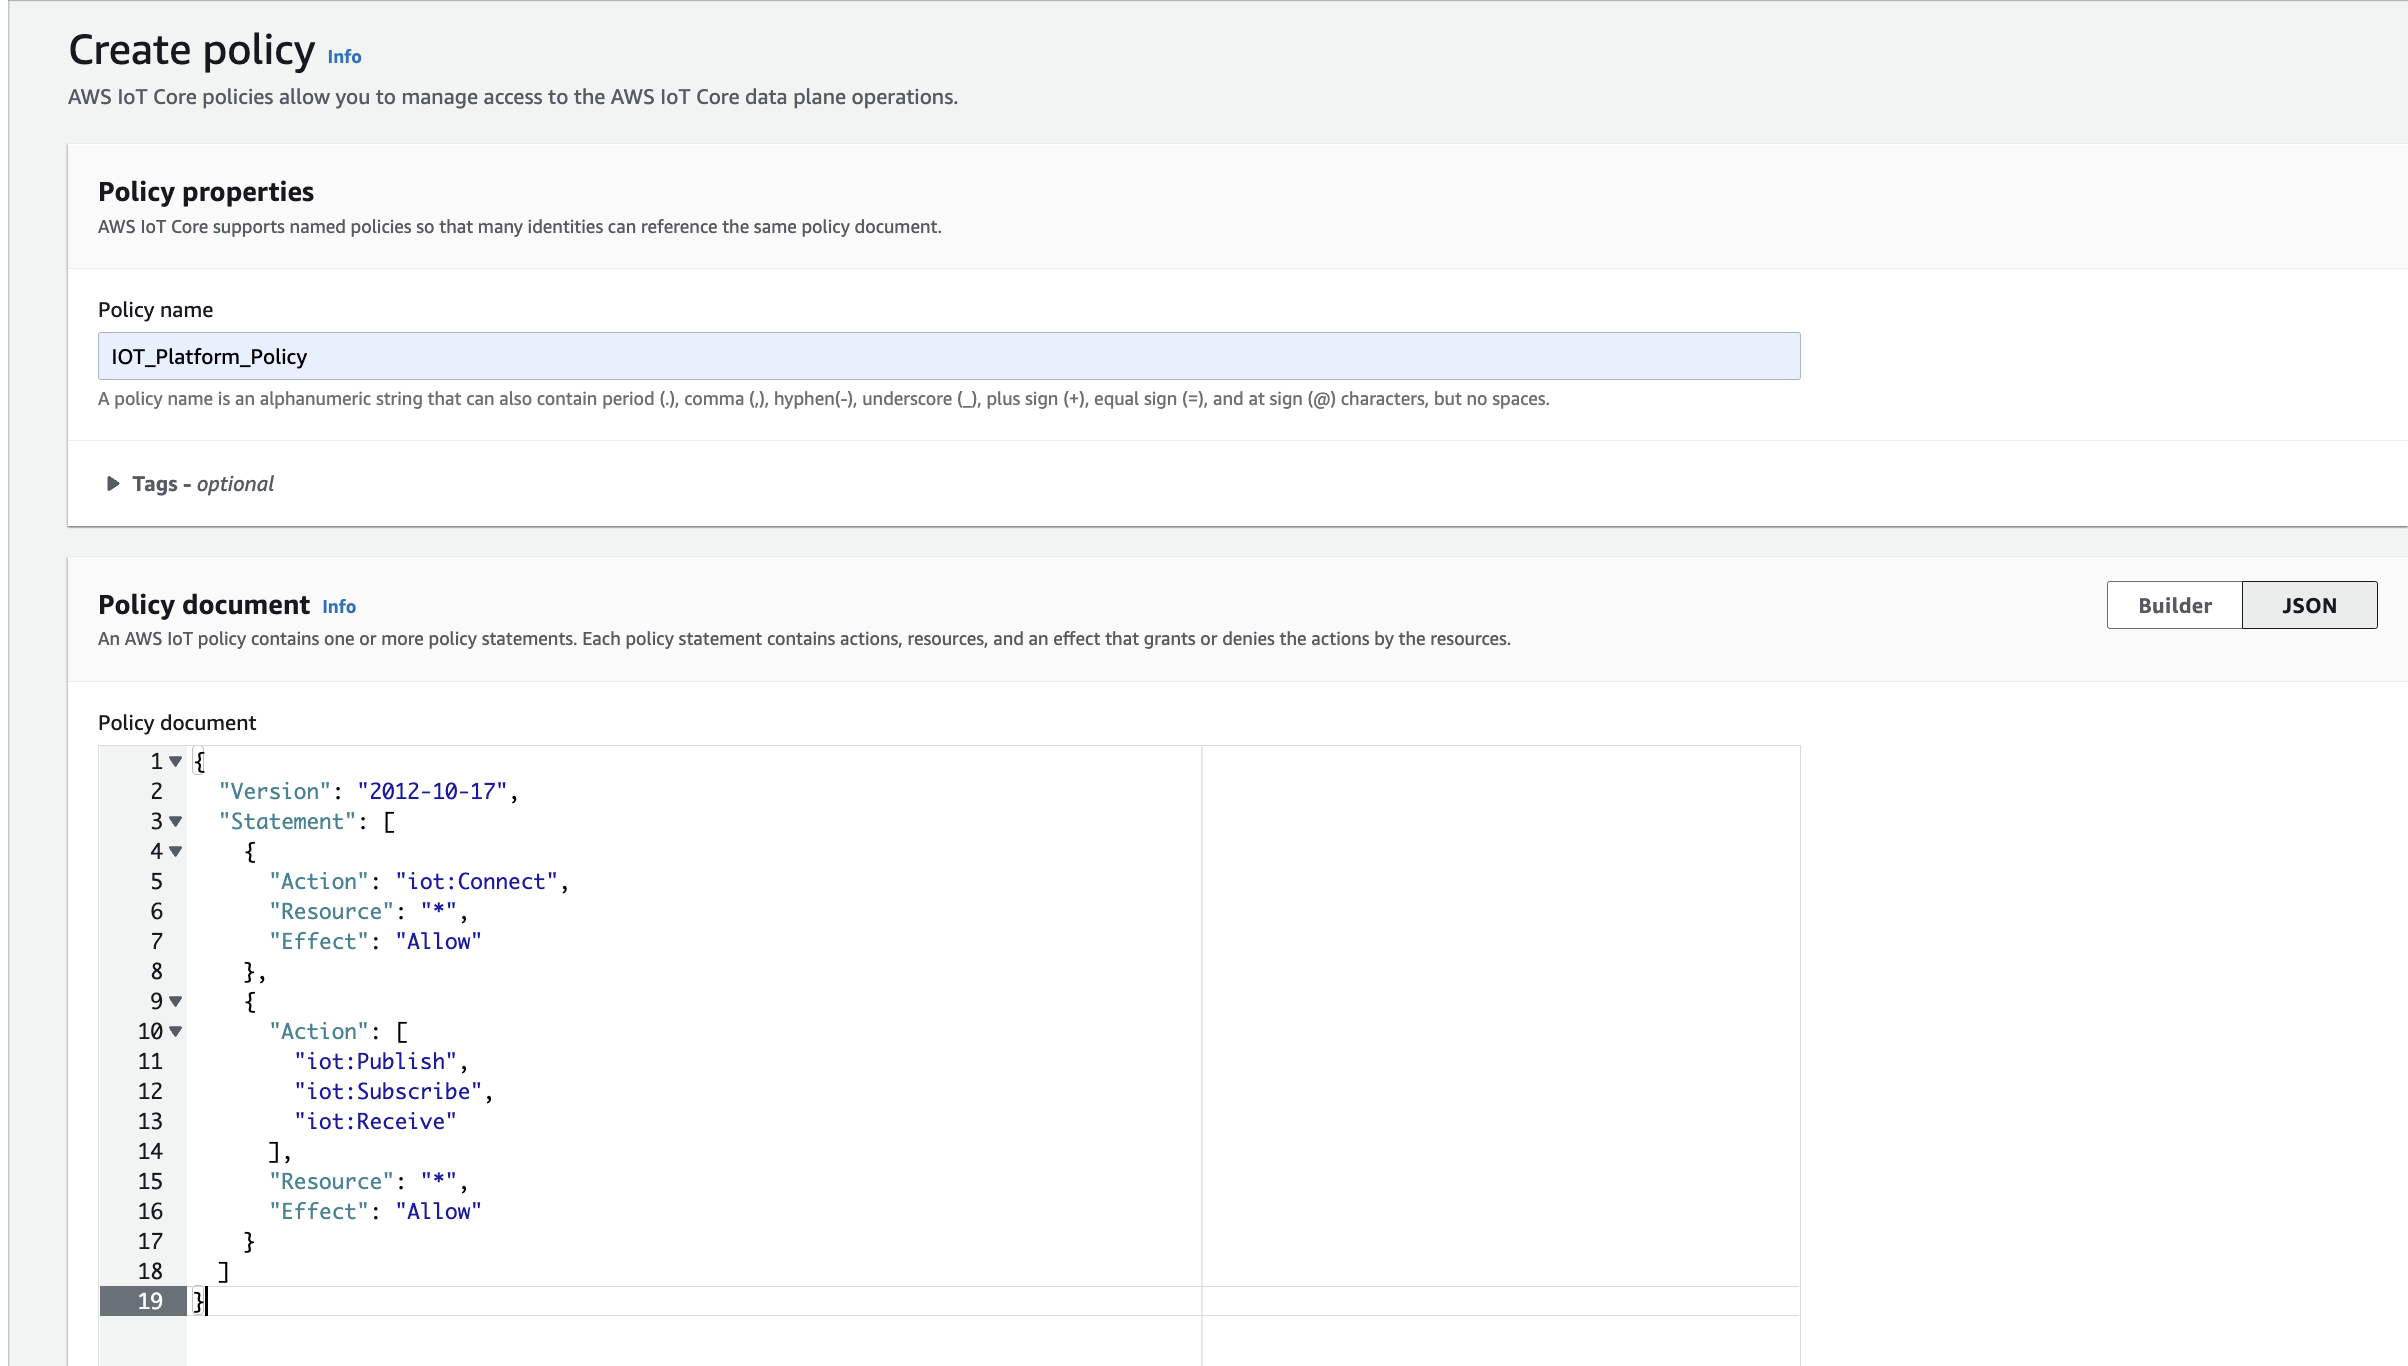 Create policy Info
AWS IoT Core policies allow you to manage access to the AWS IoT Core data plane operations.
Policy properties
AWS IoT Core supports named policies so that many identities can reference the same policy document.
Policy name
IOT_Platform_Policy
A policy name is an alphanumeric string that can also contain period (.), comma (,), hyphen(-), underscore (_), plus sign (+), equal sign (=), and at sign (@) characters, but no spaces.
Tags - optional
Policy document Info
Builder JSON
An AWS IoT policy contains one or more policy statements. Each policy statement contains actions, resources, and an effect that grants or denies the actions by the resources.
Policy document
1 {
2 "Version": "2012-10-17",
3 "Statement": [
4 {
5 "Action": "iot:Connect",
6 "Resource": "*",
7 "Effect": "Allow"
8 },
9 {
10 "Action": [
11 "iot:Publish",
12 "iot:Subscribe",
13 "iot:Receive"
14 ],
15 "Resource": "*",
16 "Effect": "Allow"
17 }
18 ]
19 }